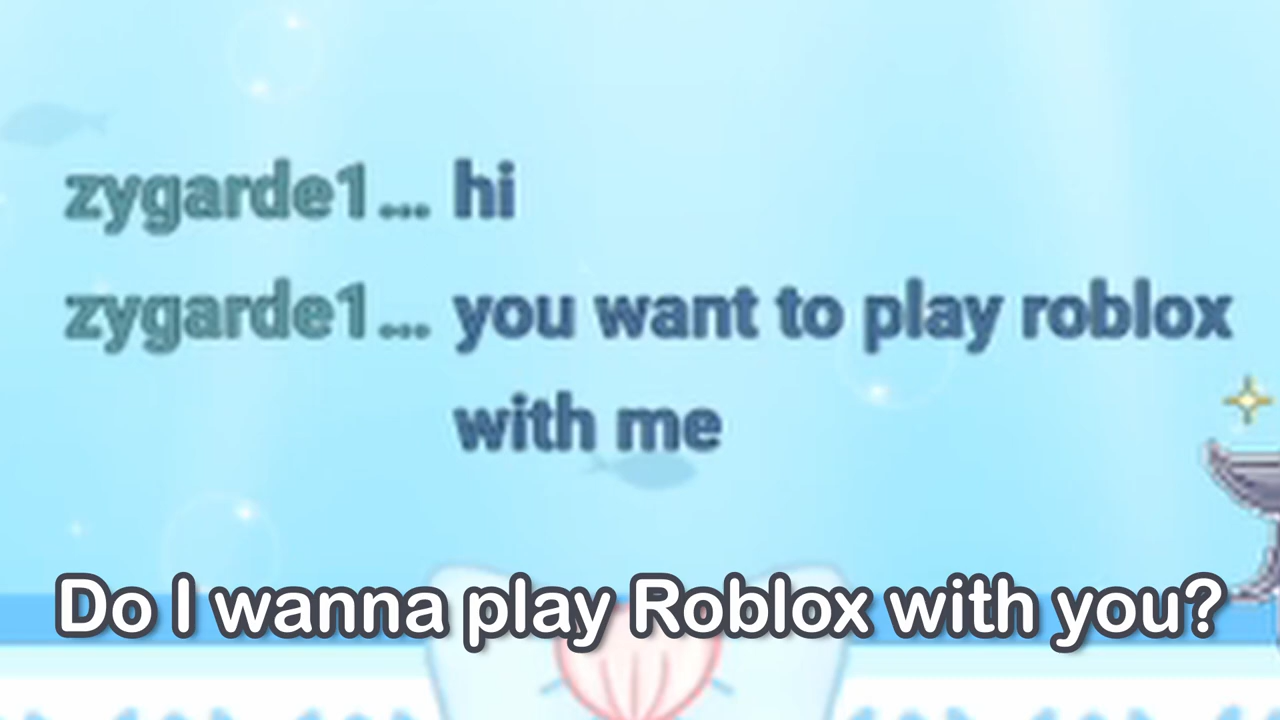 zygarde1... hi
zygarde1... you want to play roblox
with me
Do I wanna play Roblox with you?